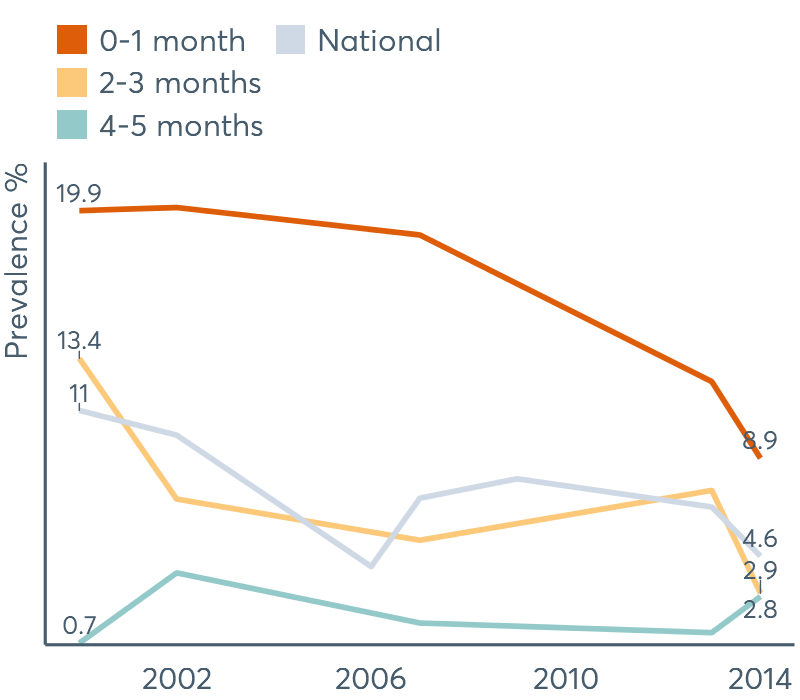 0-1 month
National
2-3 months
4-5 months
Prevalence %
19.9
13.4
11
0.7
8.9
4.6
2.9
2.8
2002
2006
2010
2014